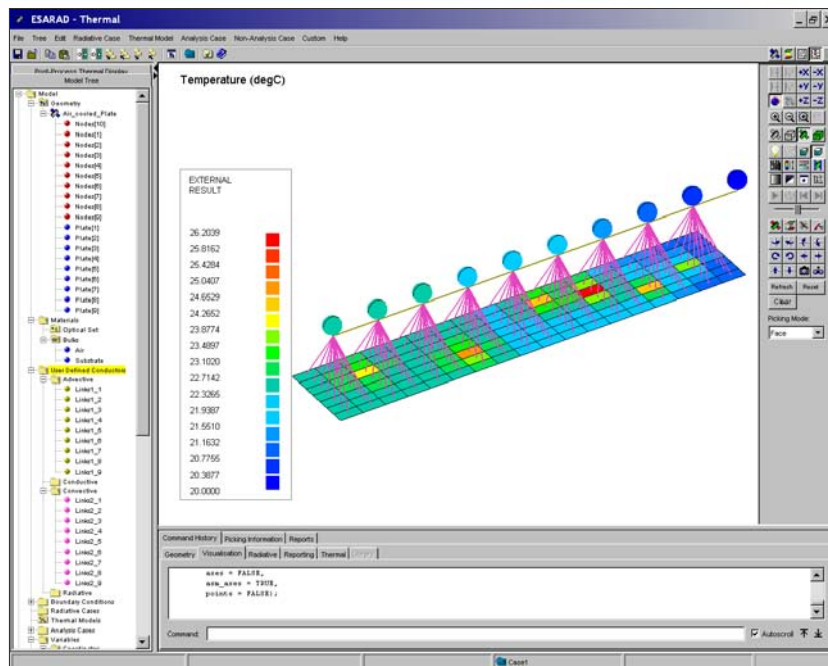 ESARAD - Thermal
File Tree Edit Radiative Case Thermal Model Analysis Case Non-Analysis Case Custom Help
Post-Process Thermal Display
Model Tree
Model
Geometry
Air_cooled_Plate
Nodes[10]
Nodes[1]
Nodes[2]
Nodes[3]
Nodes[4]
Nodes[5]
Nodes[6]
Nodes[7]
Nodes[8]
Nodes[9]
Plate[1]
Plate[2]
Plate[3]
Plate[4]
Plate[5]
Plate[6]
Plate[7]
Plate[8]
Plate[9]
Materials
Optical Set
Bulks
Air
Substrate
User Defined Conductors
Advective
Links1_1
Links1_2
Links1_3
Links1_4
Links1_5
Links1_6
Links1_7
Links1_8
Links1_9
Conductive
Convective
Links2_1
Links2_2
Links2_3
Links2_4
Links2_5
Links2_6
Links2_7
Links2_8
Links2_9
Radiative
Boundary Conditions
Radiative Cases
Thermal Models
Analysis Cases
Variables
Temperature (degC)
EXTERNAL
RESULT
26.2039
25.8162
25.4284
25.0407
24.6529
24.2652
23.8774
23.4897
23.1020
22.7142
22.3265
21.9387
21.5510
21.1632
20.7755
20.3877
20.0000
+X -X
+Y -Y
+Z -Z
Refresh Reset
Clear
Picking Mode:
Face
Command History Picking Information Reports
Geometry Visualisation Radiative Reporting Thermal Library
axes = FALSE,
asm_axes = TRUE,
points = FALSE);
Command:
Autoscroll
Case1